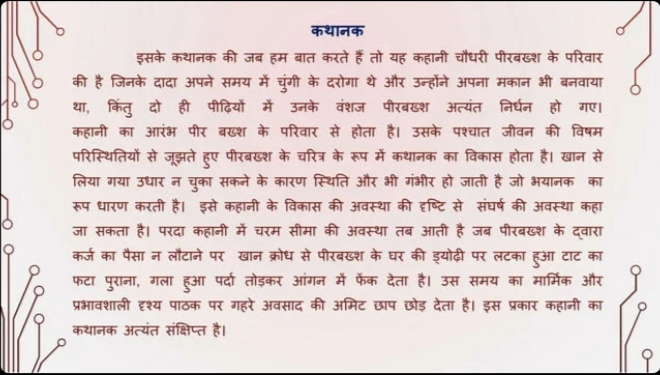 कथानक
इसके कथानक की जब हम बात करते हैं तो यह कहानी चौधरी पीरबख्श के परिवार
की है जिनके दादा अपने समय में चुंगी के दरोगा थे और उन्होंने अपना मकान भी बनवाया
था, किंतु दो ही पीढ़ियों में उनके वंशज पीरबख्श अत्यंत निर्धन हो गए।
कहानी का आरंभ पीर बख्श के परिवार से होता है। उसके पश्चात जीवन की विषम
परिस्थितियों से जूझते हुए पीरबख्श के चरित्र के रूप में कथानक का विकास होता है। खान से
लिया गया उधार न चुका सकने के कारण स्थिति और भी गंभीर हो जाती है जो भयानक का
रूप धारण करती है। इसे कहानी के विकास की अवस्था की दृष्टि से संघर्ष की अवस्था कहा
जा सकता है। परदा कहानी में चरम सीमा की अवस्था तब आती है जब पीरबख्श के द्वारा
कर्ज का पैसा न लौटाने पर खान क्रोध से पीरबख्श के घर की ड्योढ़ी पर लटका हुआ टाट का
फटा पुराना, गला हुआ पर्दा तोड़कर आंगन में फेंक देता है। उस समय का मार्मिक और
प्रभावशाली दृश्य पाठक पर गहरे अवसाद की अमिट छाप छोड़ देता है। इस प्रकार कहानी का
कथानक अत्यंत संक्षिप्त है।